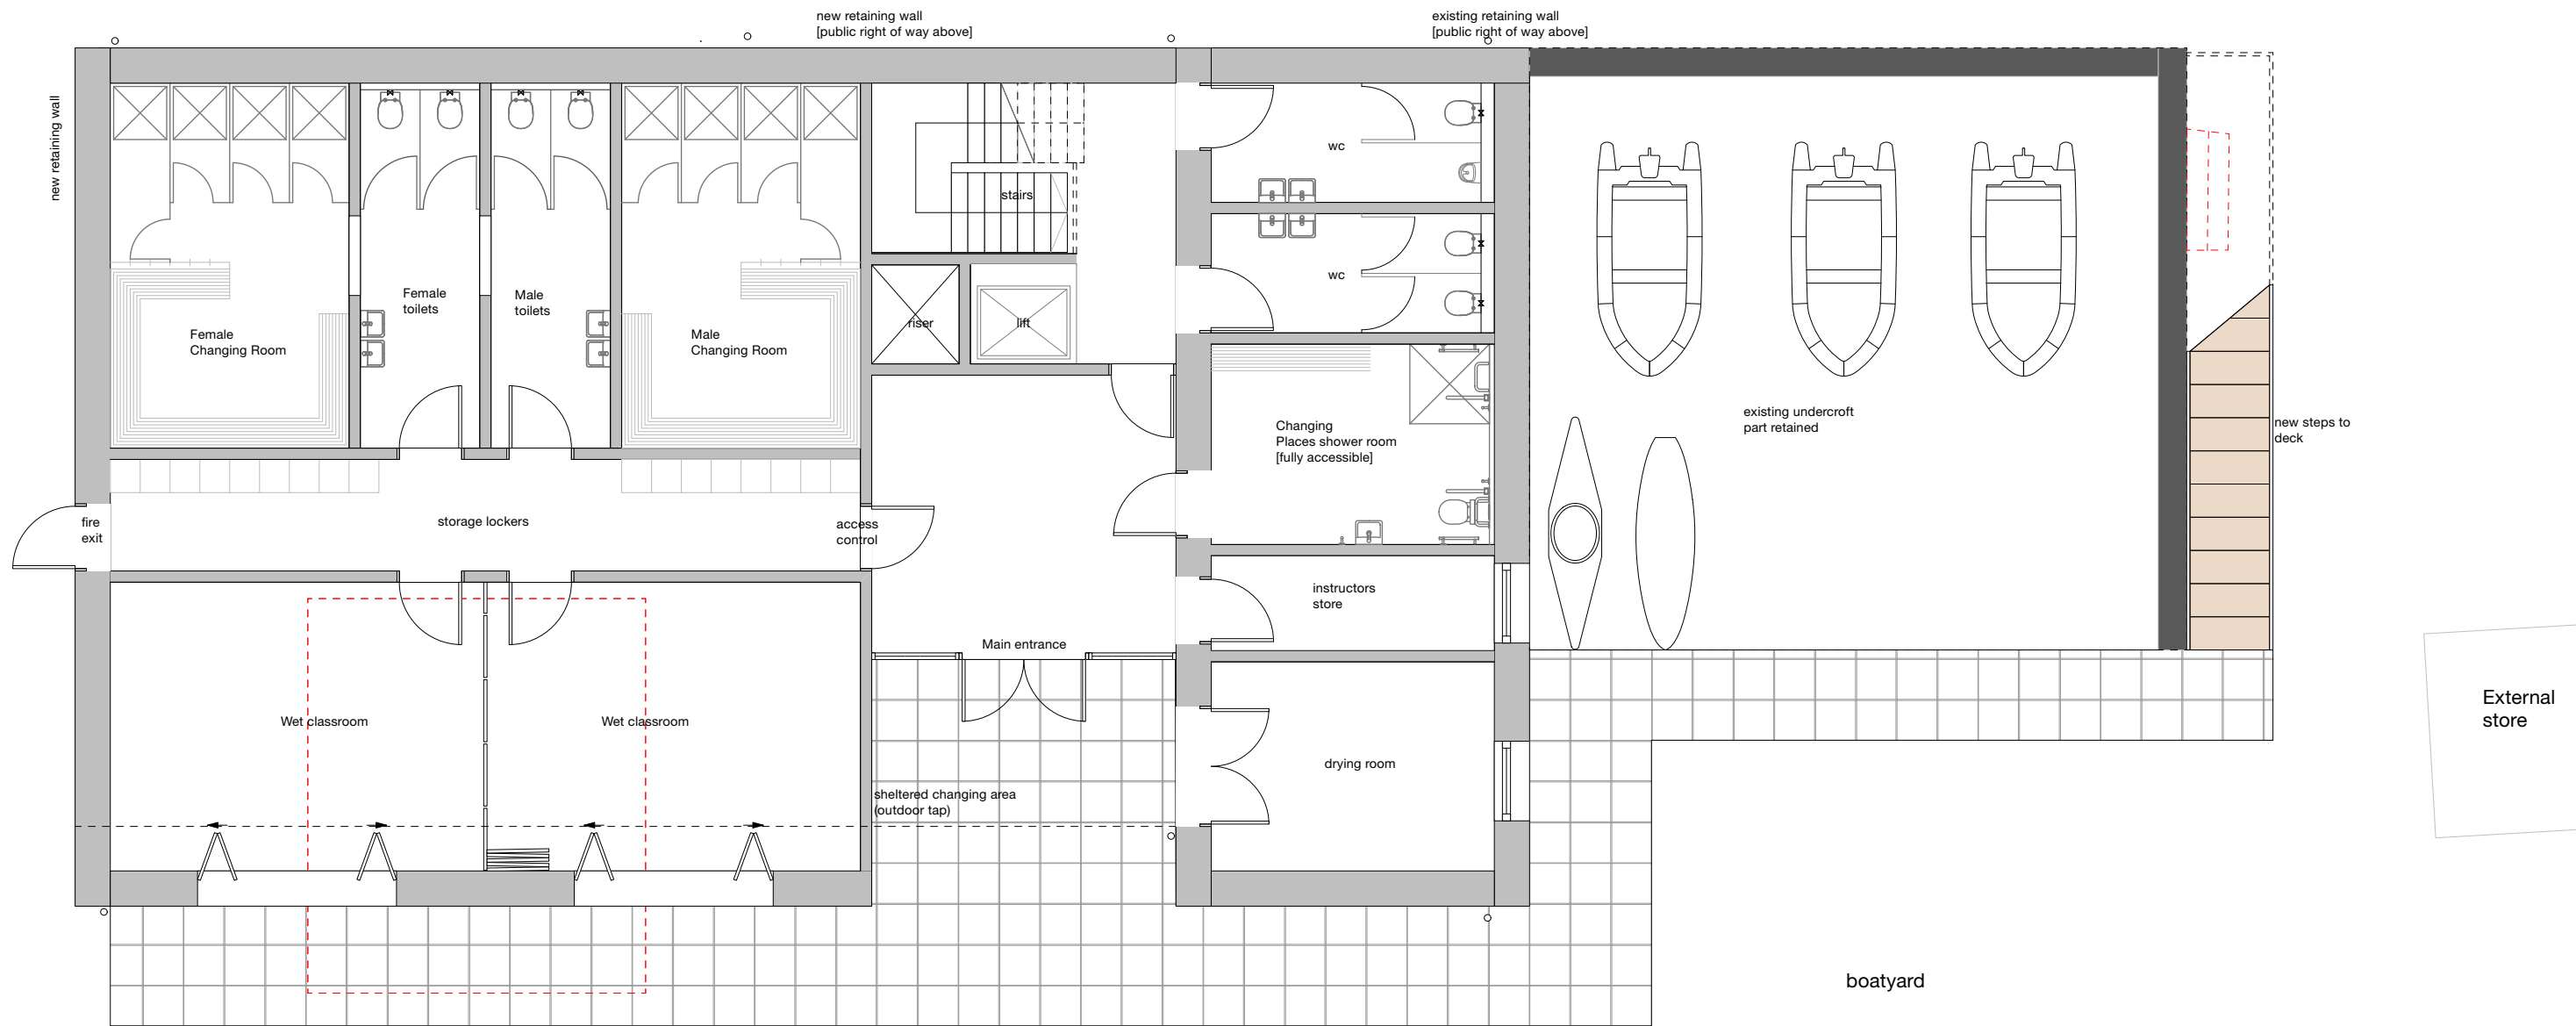 new retaining wall
[public right of way above]
existing retaining wall
[public right of way above]
new retaining wall
wc
stairs
wc
Female
toilets
Male
toilets
riser
lift
Female
Changing Room
Male
Changing Room
existing undercroft
part retained
new steps to
deck
Changing
Places shower room
[fully accessible]
fire
exit
storage lockers
access
control
instructors
store
Main entrance
External
store
Wet classroom
Wet classroom
drying room
sheltered changing area
(outdoor tap)
boatyard